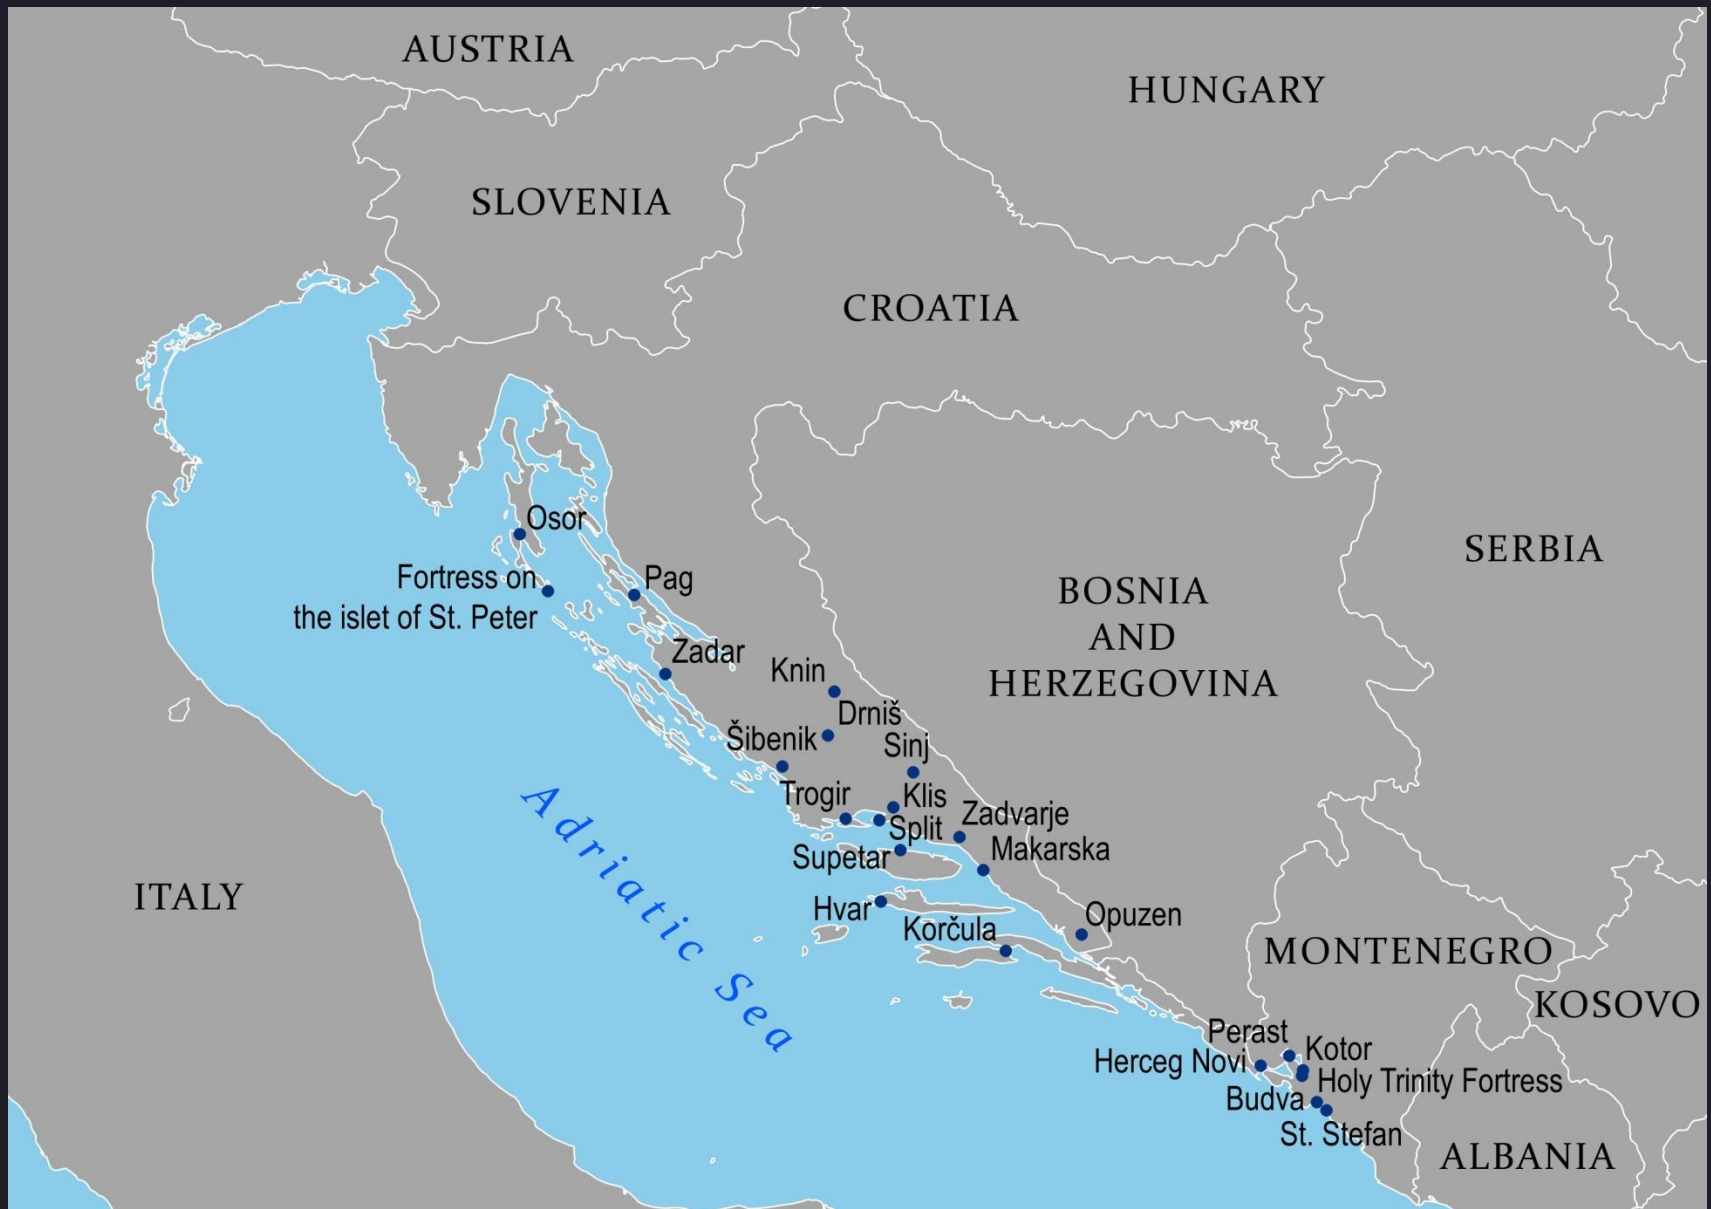 AUSTRIA
HUNGARY
SLOVENIA
CROATIA
Osor
SERBIA
Fortress on
the islet of St. Peter
Pag
BOSNIA
AND
HERZEGOVINA
Zadar
Knin
Drniš
Šibenik
Sinj
Trogir
Klis
Zadvarje
Split
Makarska
Supetar
ITALY
Adriatic Sea
Hvar
Opuzen
Korčula
MONTENEGRO
KOSOVO
Perast
Kotor
Herceg Novi
Holy Trinity Fortress
Budva
St. Stefan
ALBANIA